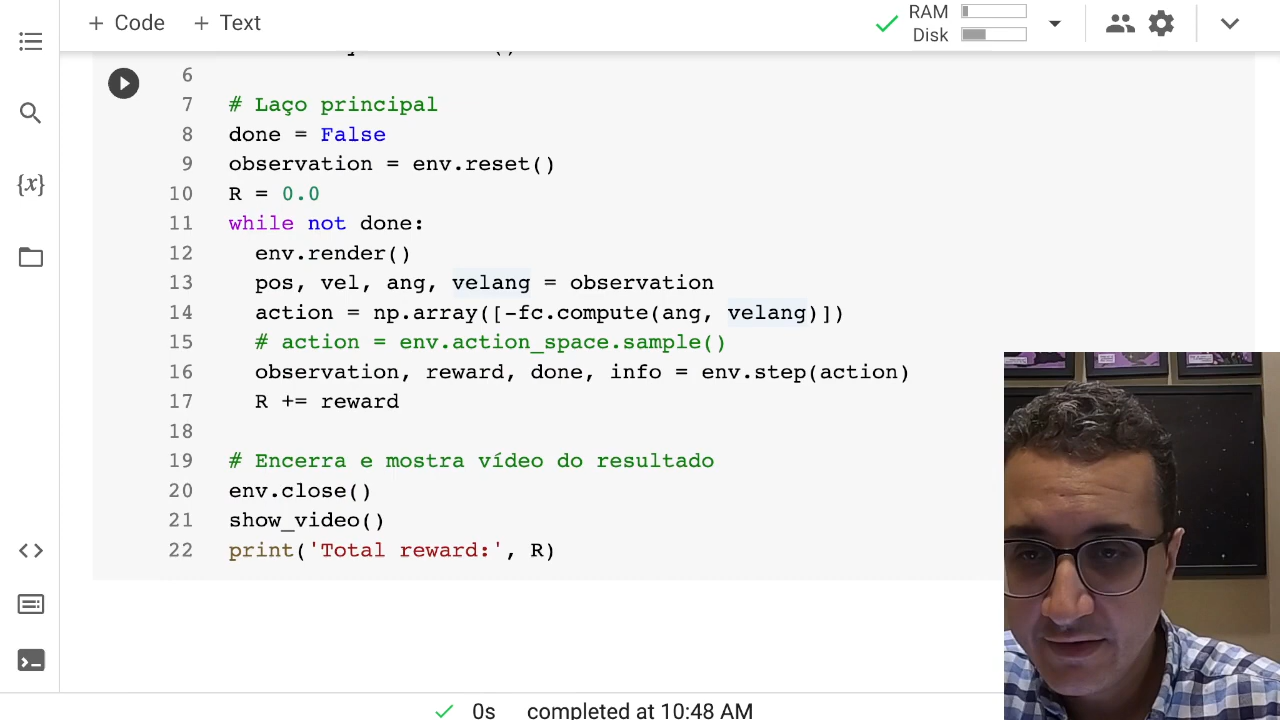 + Code + Text
RAM
Disk
6
7 # Laço principal
8 done = False
9 observation = env.reset()
10 R = 0.0
11 while not done:
12 env.render()
13 pos, vel, ang, velang = observation
14 action = np.array([-fc.compute(ang, velang)])
15 # action = env.action_space.sample()
16 observation, reward, done, info = env.step(action)
17 R += reward
18
19 # Encerra e mostra vídeo do resultado
20 env.close()
21 show_video()
22 print('Total reward:', R)
{x}
0s completed at 10:48 AM